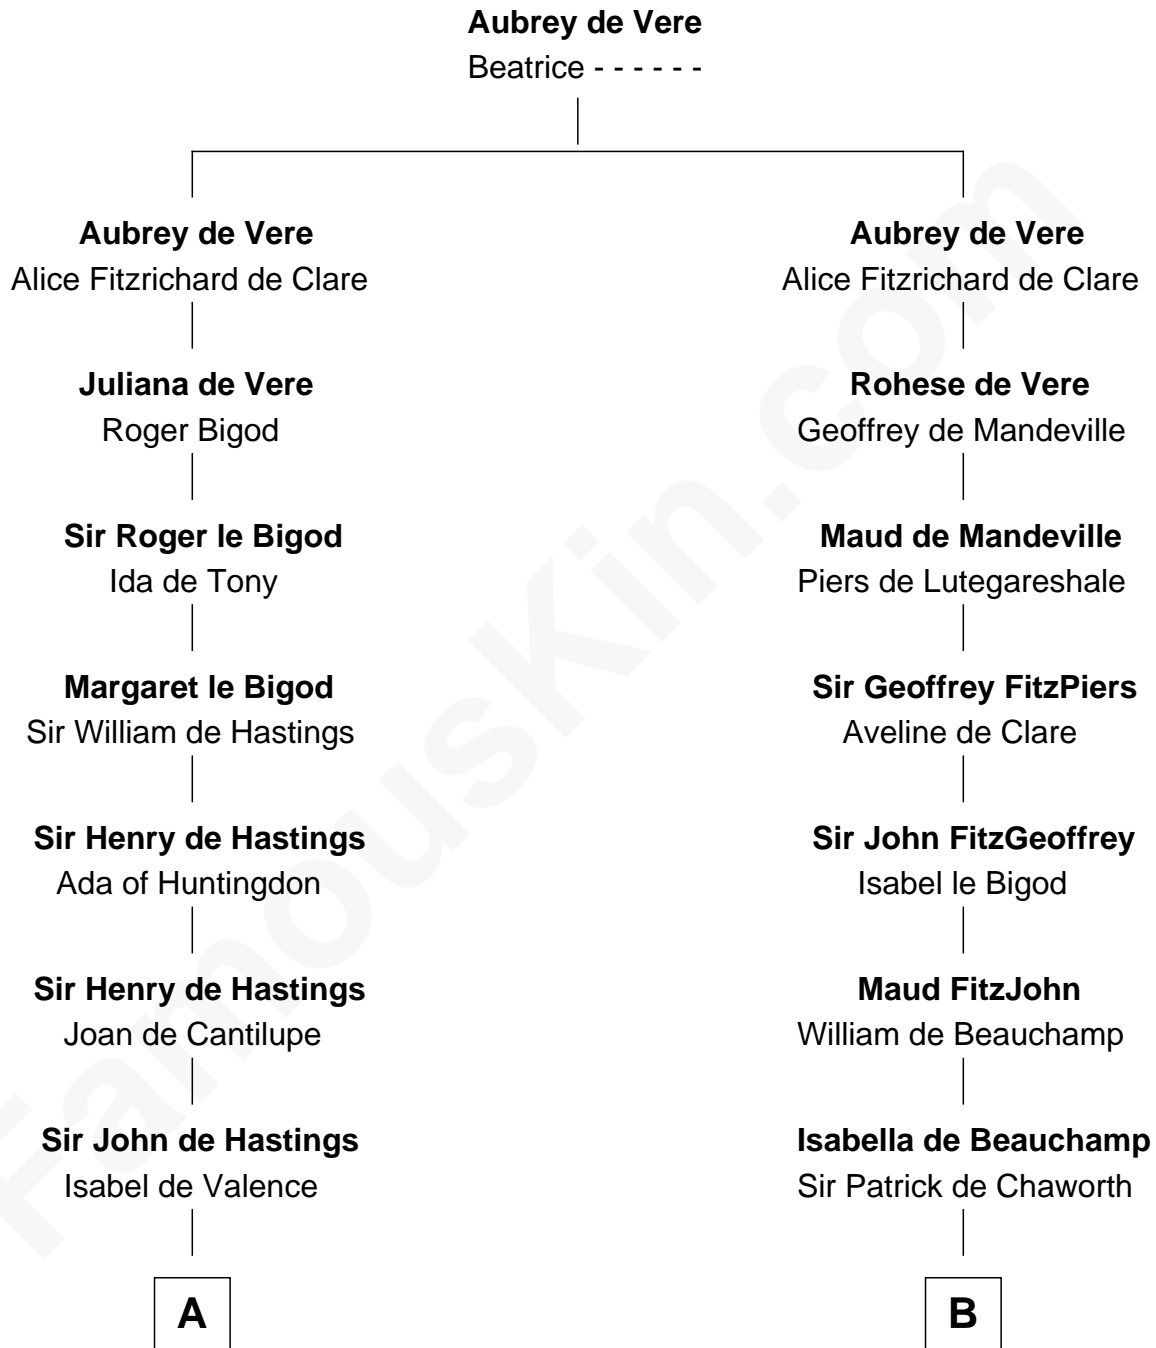 Aubrey de Vere
Beatrice - - - - - -
Aubrey de Vere
Alice Fitzrichard de Clare
Juliana de Vere
Roger Bigod
Sir Roger le Bigod
Ida de Tony
Margaret le Bigod
Sir William de Hastings
Sir Henry de Hastings
Ada of Huntingdon
Sir Henry de Hastings
Joan de Cantilupe
Sir John de Hastings
Isabel de Valence
A
Aubrey de Vere
Alice Fitzrichard de Clare
Rohese de Vere
Geoffrey de Mandeville
Maud de Mandeville
Piers de Lutegareshale
Sir Geoffrey FitzPiers
Aveline de Clare
Sir John FitzGeoffrey
Isabel le Bigod
Maud FitzJohn
William de Beauchamp
Isabella de Beauchamp
Sir Patrick de Chaworth
B
FamousKin.com